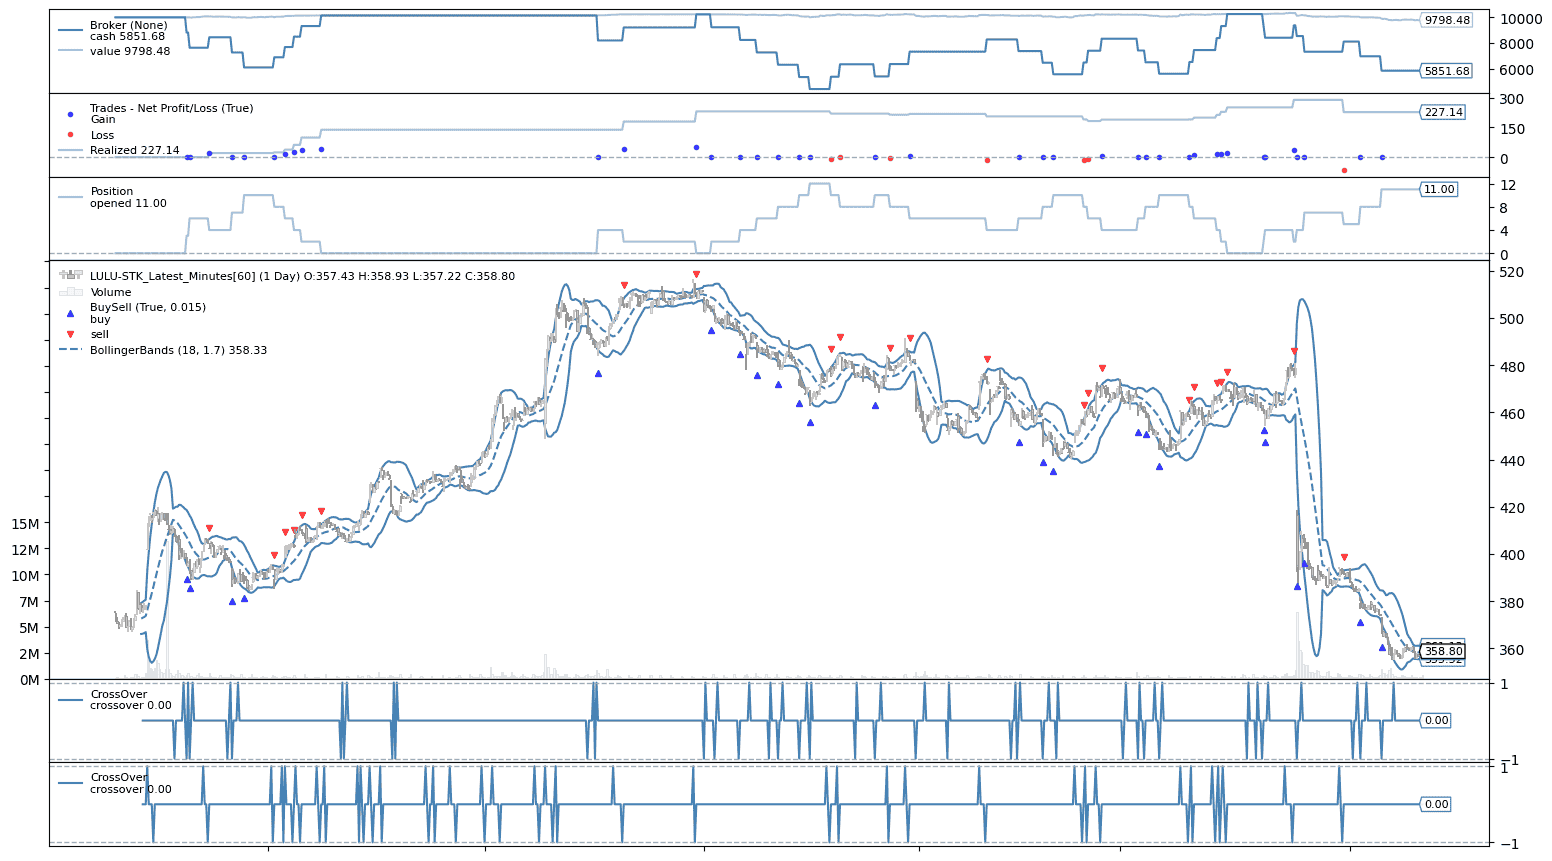 Broker (None)
cash 5851.68
value 9798.48
10000
8000
6000
9798.48
5851.68
Trades - Net Profit/Loss (True)
Gain
Loss
Realized 227.14
300
150
0
227.14
Position
opened 11.00
12
8
4
0
11.00
LULU-STK_Latest_Minutes[60] (1 Day) O:357.43 H:358.93 L:357.22 C:358.80
Volume
BuySell (True, 0.015)
buy
sell
BollingerBands (18, 1.7) 358.33
15M
12M
10M
7M
5M
2M
0M
520
500
480
460
440
420
400
380
360
358.80
CrossOver
crossover 0.00
1
−1
0.00
CrossOver
crossover 0.00
1
−1
0.00